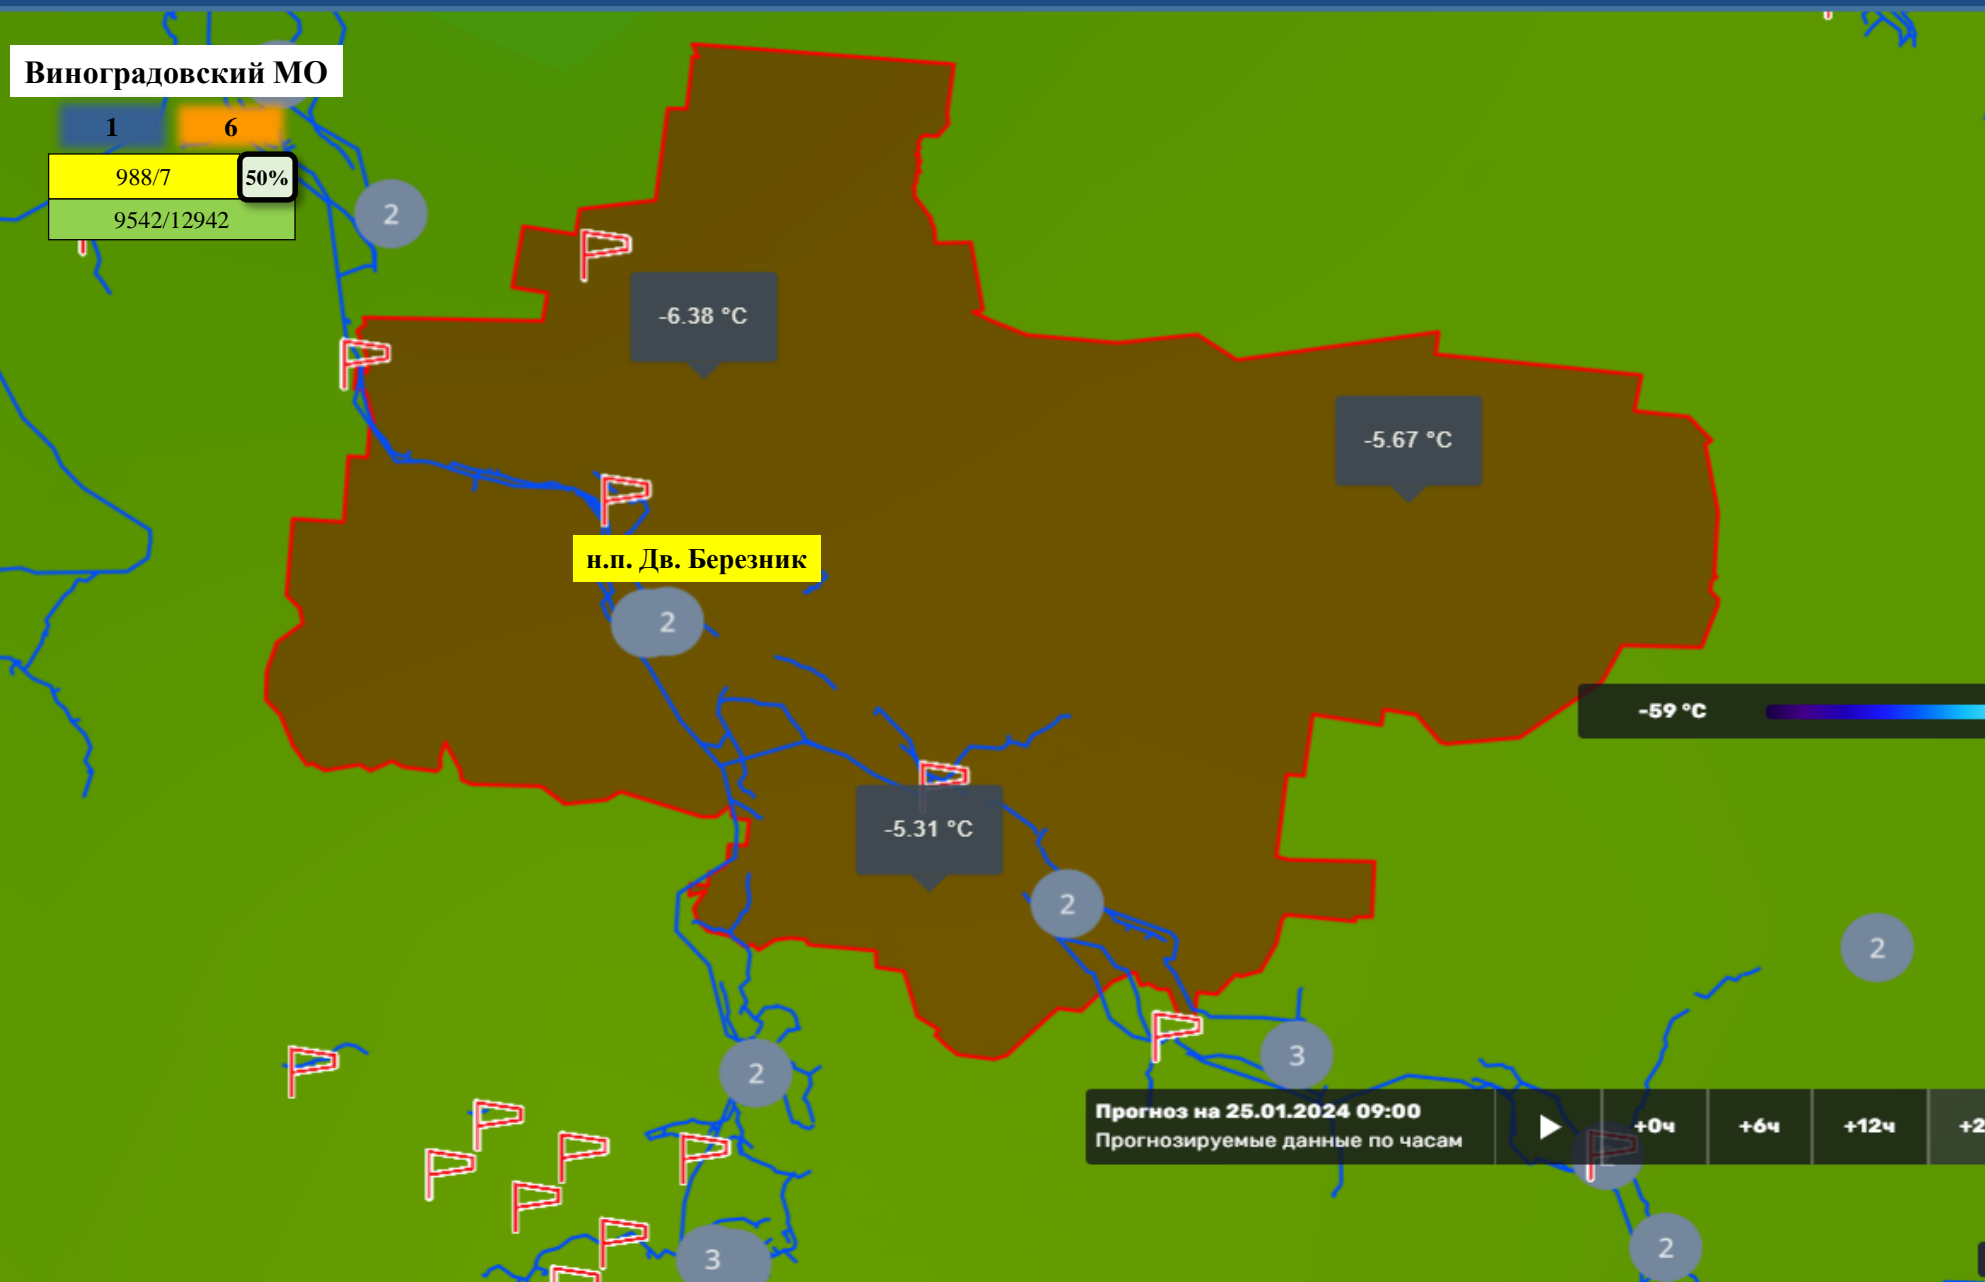 Виноградовский МО
1
6
988/7
50%
9542/12942
2
-6.38 °C
-5.67 °C
н.п. Дв. Березник
2
-59 °C
-5.31 °C
2
2
3
2
Прогноз на 25.01.2024 09:00
Прогнозируемые данные по часам
+0ч
+6ч
+12ч
+2
3
2